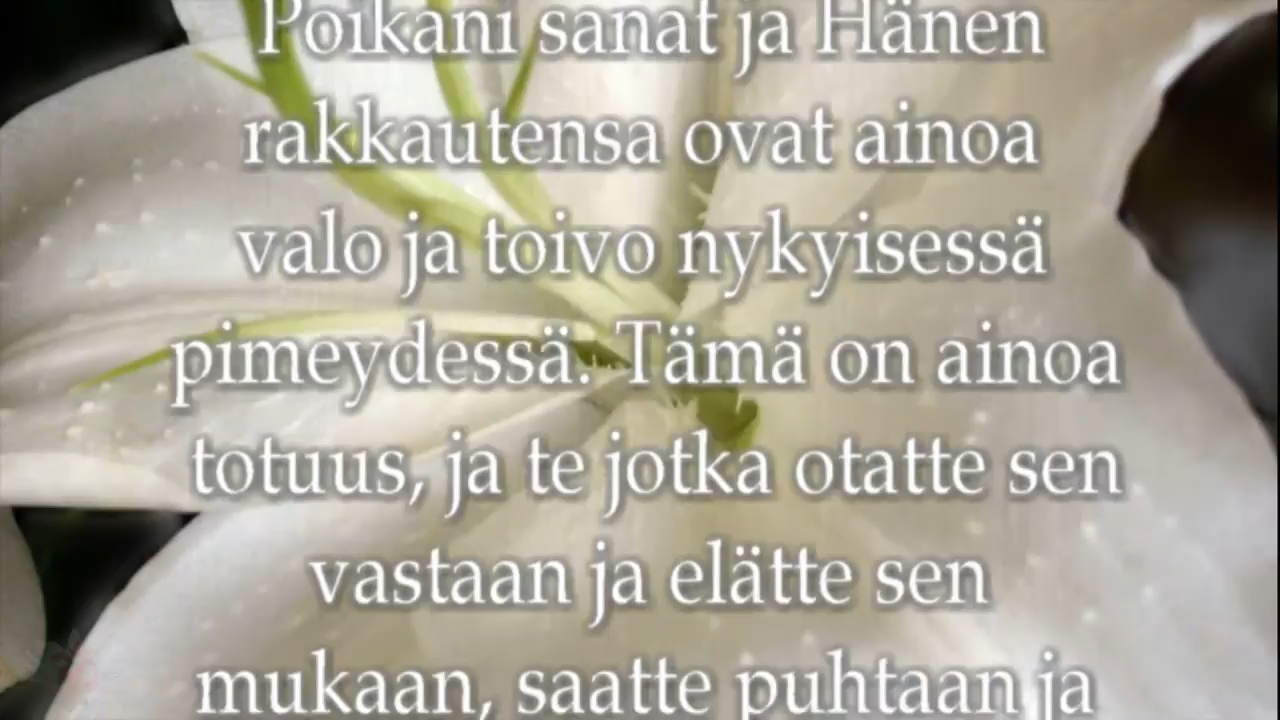 Poikani sanat ja Hänen
rakkautensa ovat ainoa
valo ja toivo nykyisessä
pimeydessä. Tämä on ainoa
totuus, ja te jotka otatte sen
vastaan ja elätte sen
mukaan, saatte puhtaan ja